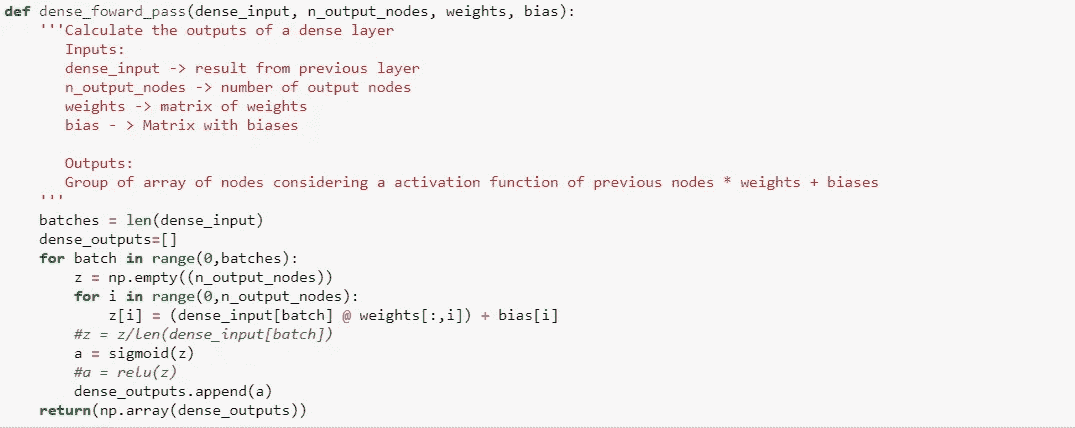 def dense_foward_pass(dense_input, n_output_nodes, weights, bias):
    '''Calculate the outputs of a dense layer
       Inputs:
       dense_input -> result from previous layer
       n_output_nodes -> number of output nodes
       weights -> matrix of weights
       bias - > Matrix with biases

       Outputs:
       Group of array of nodes considering a activation function of previous nodes * weights + biases
    '''
    batches = len(dense_input)
    dense_outputs=[]
    for batch in range(0,batches):
        z = np.empty((n_output_nodes))
        for i in range(0,n_output_nodes):
            z[i] = (dense_input[batch] @ weights[:,i]) + bias[i]
        #z = z/len(dense_input[batch])
        a = sigmoid(z)
        #a = relu(z)
        dense_outputs.append(a)
    return(np.array(dense_outputs))